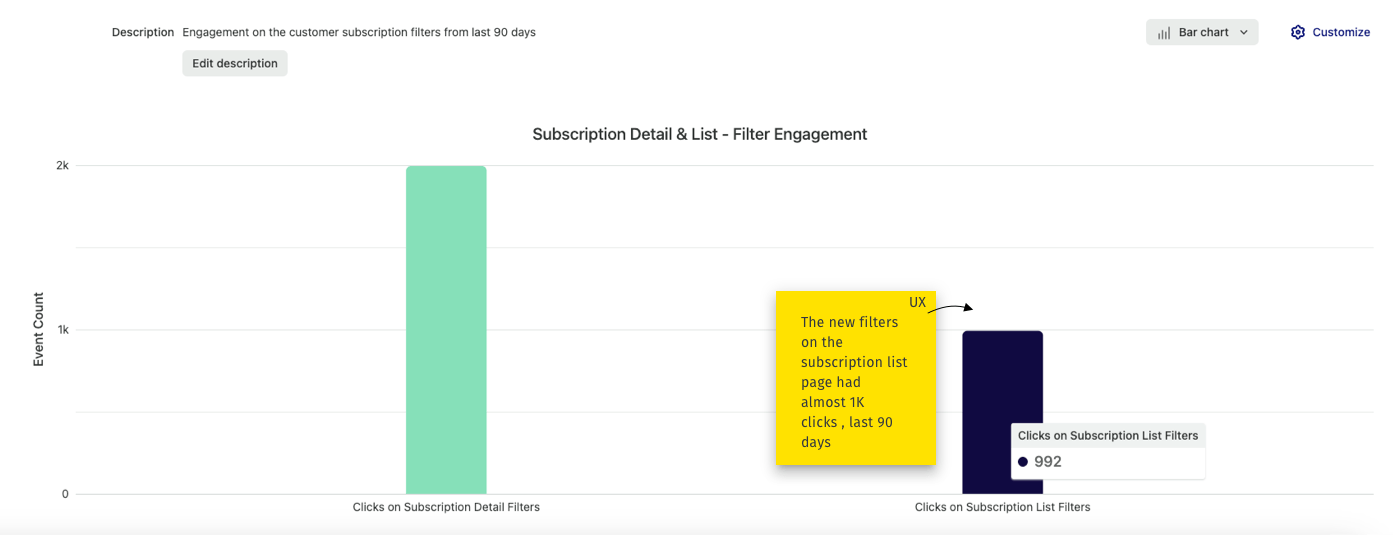 Description Engagement on the customer subscription filters from last 90 days
Bar chart
Customize
Edit description
Subscription Detail & List - Filter Engagement
2k
1k
0
Event Count
UX
The new filters
on the
subscription list
page had
almost 1K
clicks , last 90
days
Clicks on Subscription List Filters
992
Clicks on Subscription Detail Filters
Clicks on Subscription List Filters